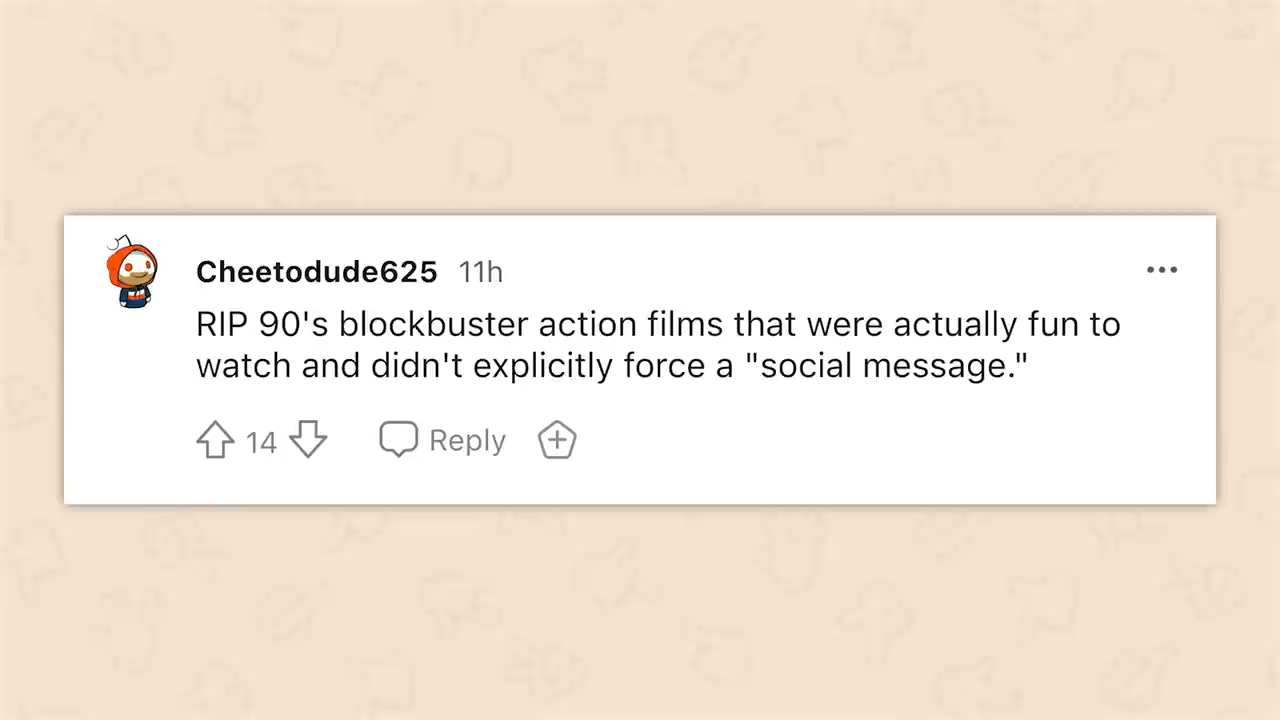 Cheetodude625 11h
RIP 90's blockbuster action films that were actually fun to
watch and didn't explicitly force a "social message."
14 Reply